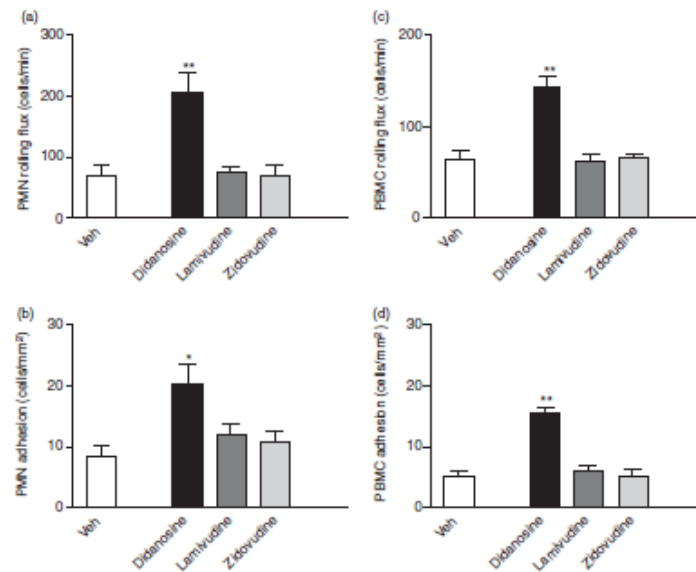 (a)
PMN rolling flux (cells/min)
300
200
100
0
**
Veh
Didanosine
Lamivudine
Zidovudine
(c)
PBMC rolling flux (cells/min)
200
100
0
**
Veh
Didanosine
Lamivudine
Zidovudine
(b)
PMN adhesion (cells/mm²)
30
20
10
0
*
Veh
Didanosine
Lamivudine
Zidovudine
(d)
PBMC adhesion (cells/mm²)
30
20
10
0
**
Veh
Didanosine
Lamivudine
Zidovudine